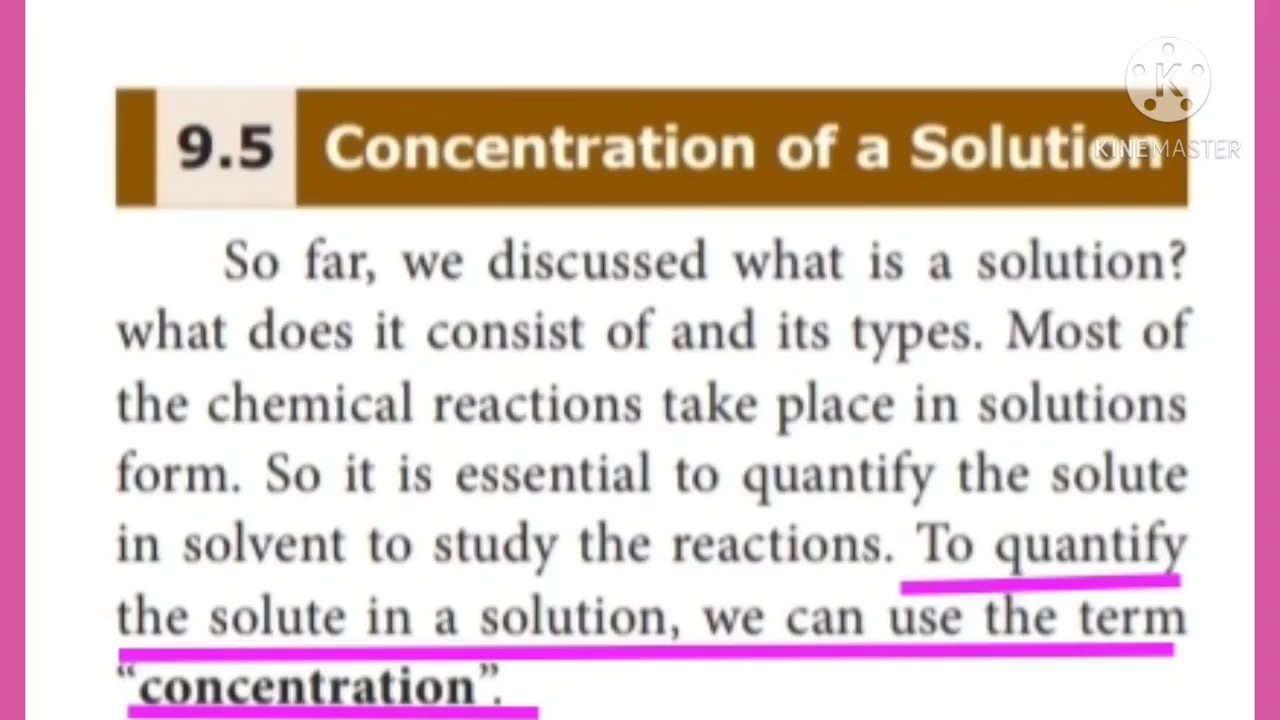 9.5 Concentration of a Solution
KINEMASTER
So far, we discussed what is a solution?
what does it consist of and its types. Most of
the chemical reactions take place in solutions
form. So it is essential to quantify the solute
in solvent to study the reactions. To quantify
the solute in a solution, we can use the term
“concentration”.